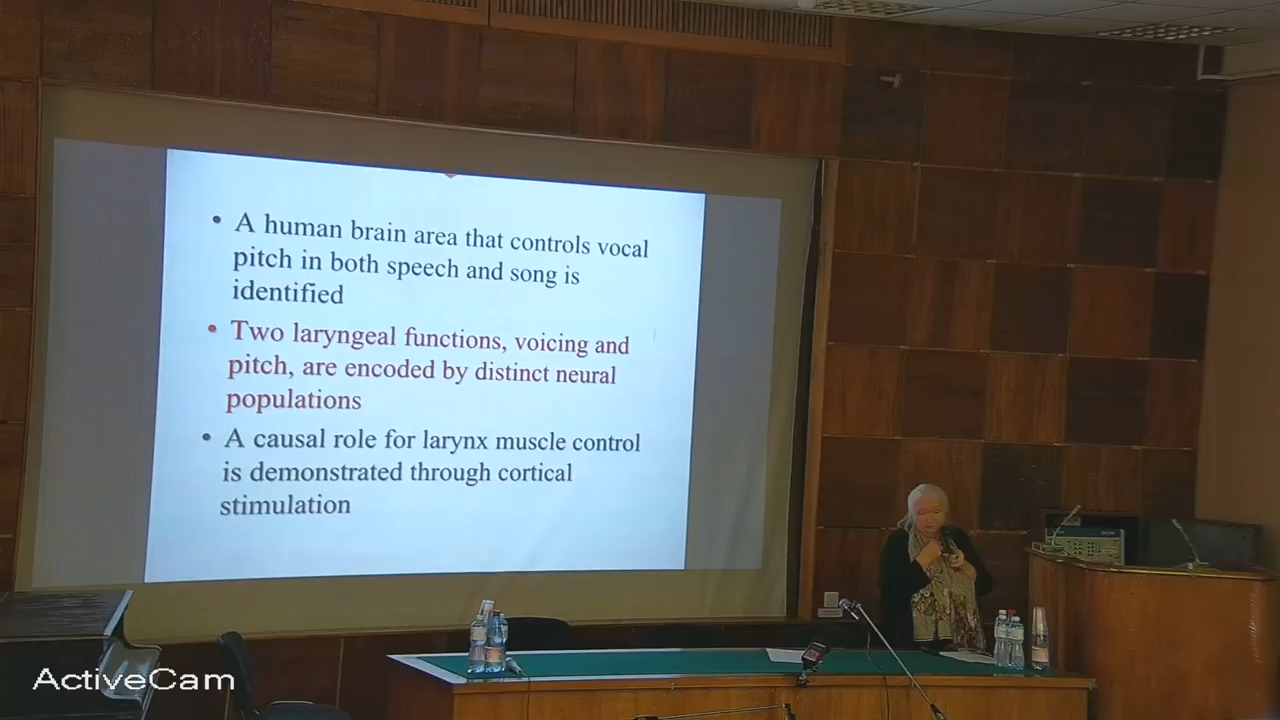 • A human brain area that controls vocal
pitch in both speech and song is
identified
• Two laryngeal functions, voicing and
pitch, are encoded by distinct neural
populations
• A causal role for larynx muscle control
is demonstrated through cortical
stimulation
ActiveCam